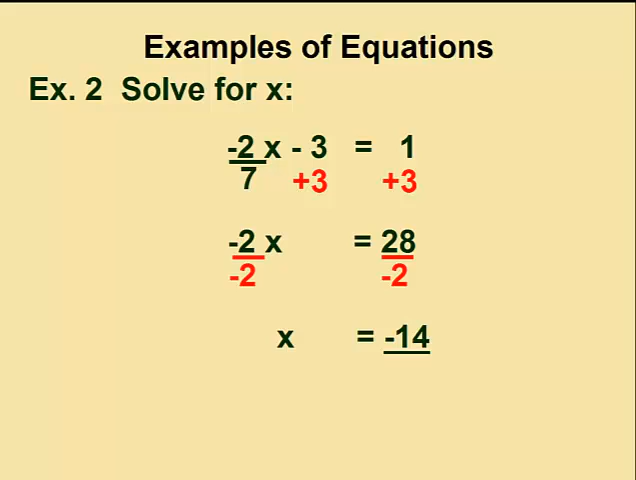 Examples of Equations
Ex. 2 Solve for x:
-2 x - 3 = 1
7 +3 +3
-2 x = 28
-2 -2
x = -14